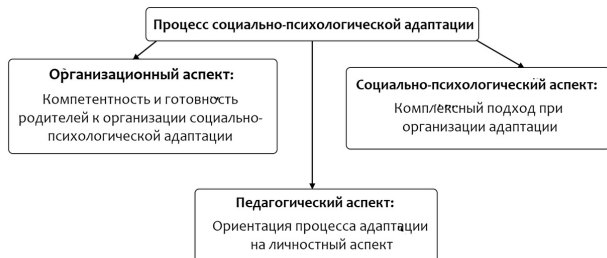 Процесс социально-психологической адаптации
Организационный аспект:
Компетентность и готовность
родителей к организации социально-
психологической адаптации
Социально-психологический аспект:
Комплексный подход при
организации адаптации
Педагогический аспект:
Ориентация процесса адаптации
на личностный аспект